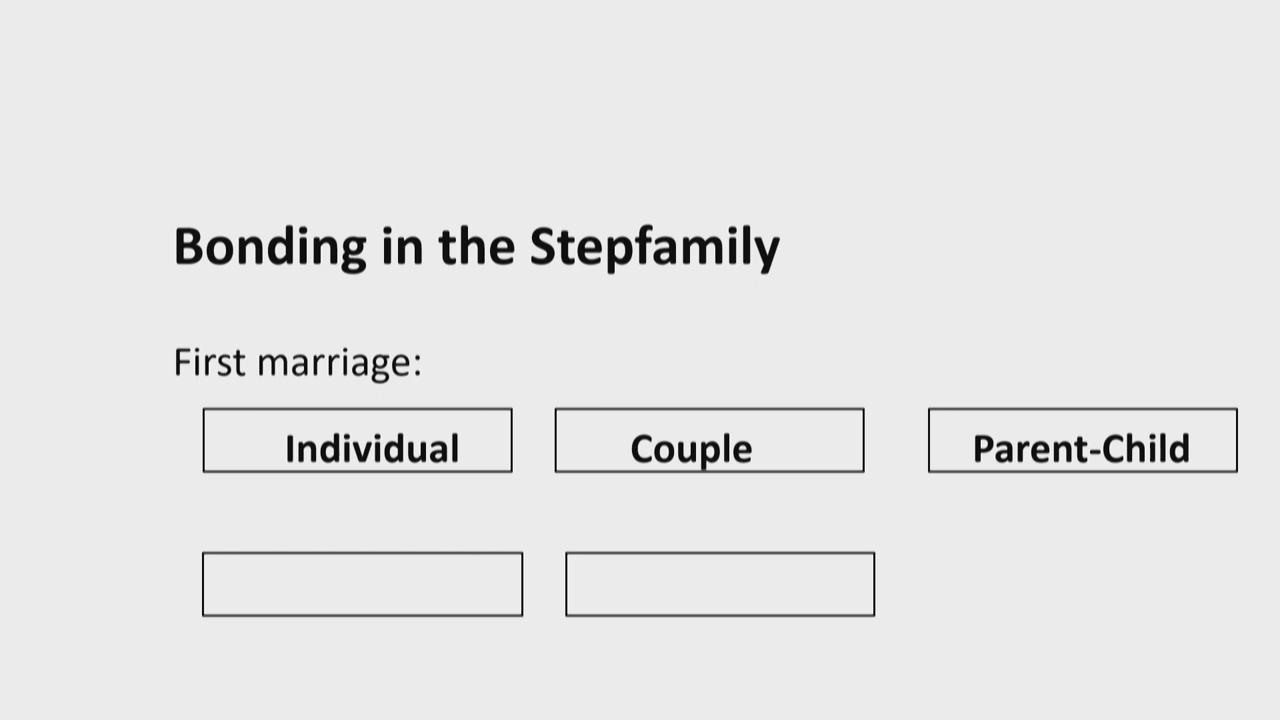 Bonding in the Stepfamily
First marriage:
Individual Couple Parent-Child